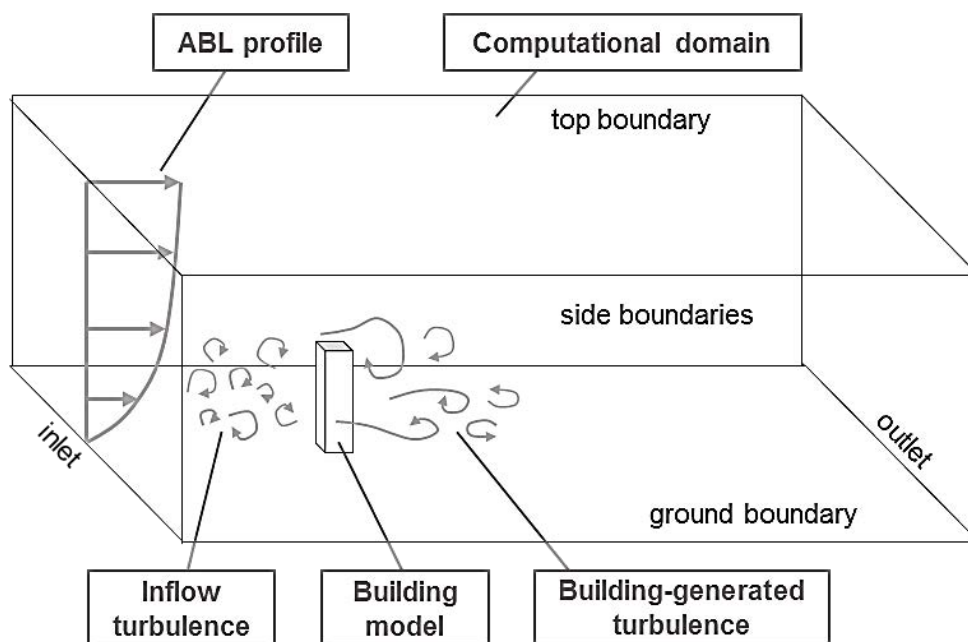 ABL profile
Computational domain
top boundary
side boundaries
inlet
outlet
ground boundary
Inflow
turbulence
Building
model
Building-generated
turbulence